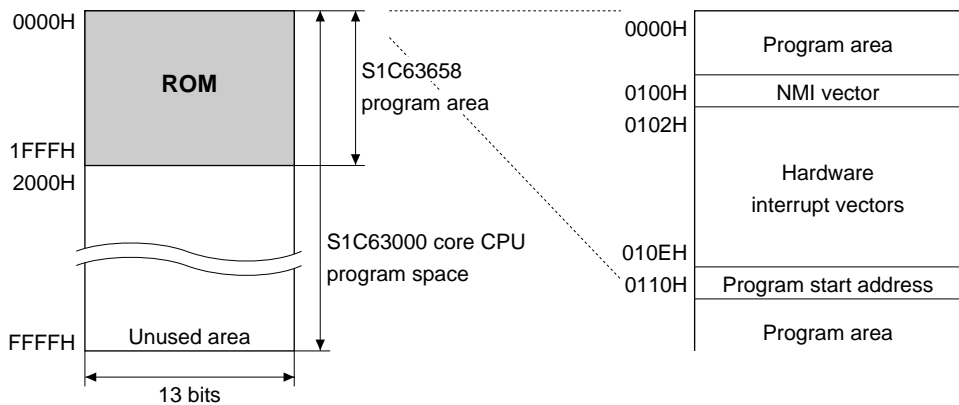 0000H
ROM
1FFFH
2000H
FFFFH
Unused area
13 bits
S1C63658
program area
S1C63000 core CPU
program space
0000H
Program area
0100H
NMI vector
0102H
Hardware
interrupt vectors
010EH
0110H
Program start address
Program area